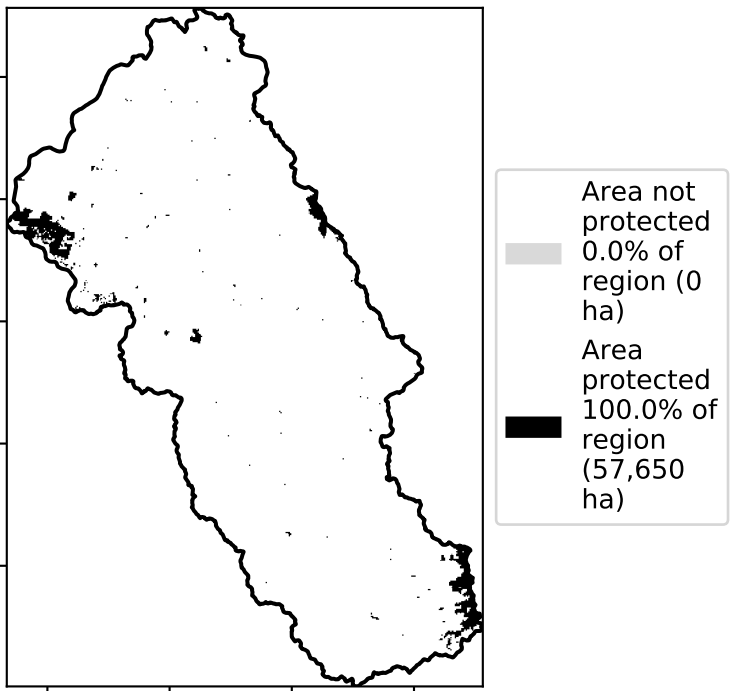 Area not
protected
0.0% of
region (0
ha)
Area
protected
100.0% of
region
(57,650
ha)